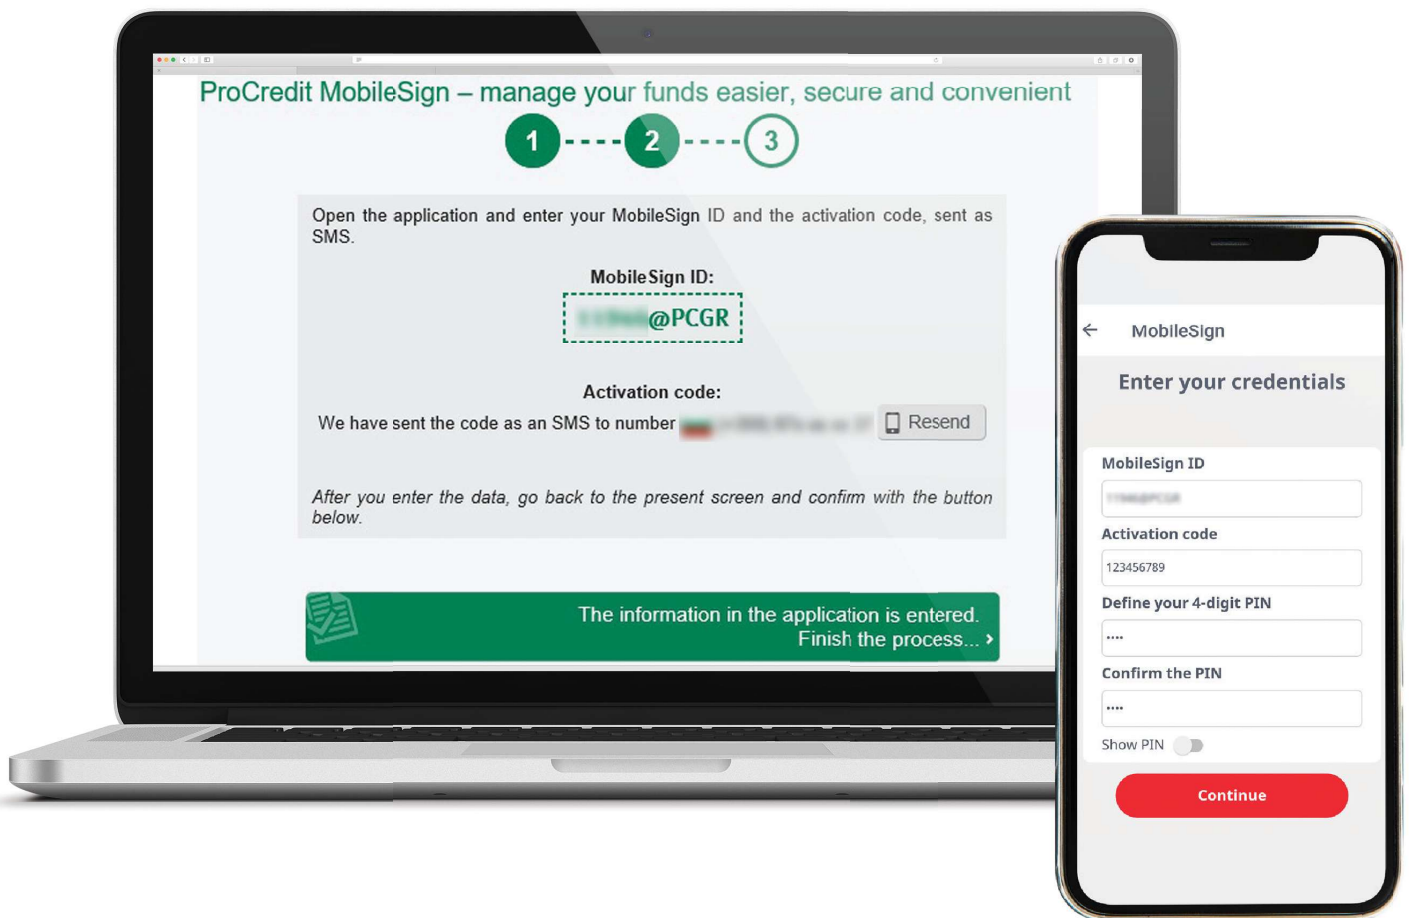 ProCredit MobileSign – manage your funds easier, secure and convenient
1 2 3
Open the application and enter your MobileSign ID and the activation code, sent as
SMS.
MobileSign ID:
@PCGR
Activation code:
We have sent the code as an SMS to number
Resend
After you enter the data, go back to the present screen and confirm with the button
below.
The information in the application is entered.
Finish the process...
MobileSign
Enter your credentials
MobileSign ID
Activation code
123456789
Define your 4-digit PIN
••••
Confirm the PIN
••••
Show PIN
Continue